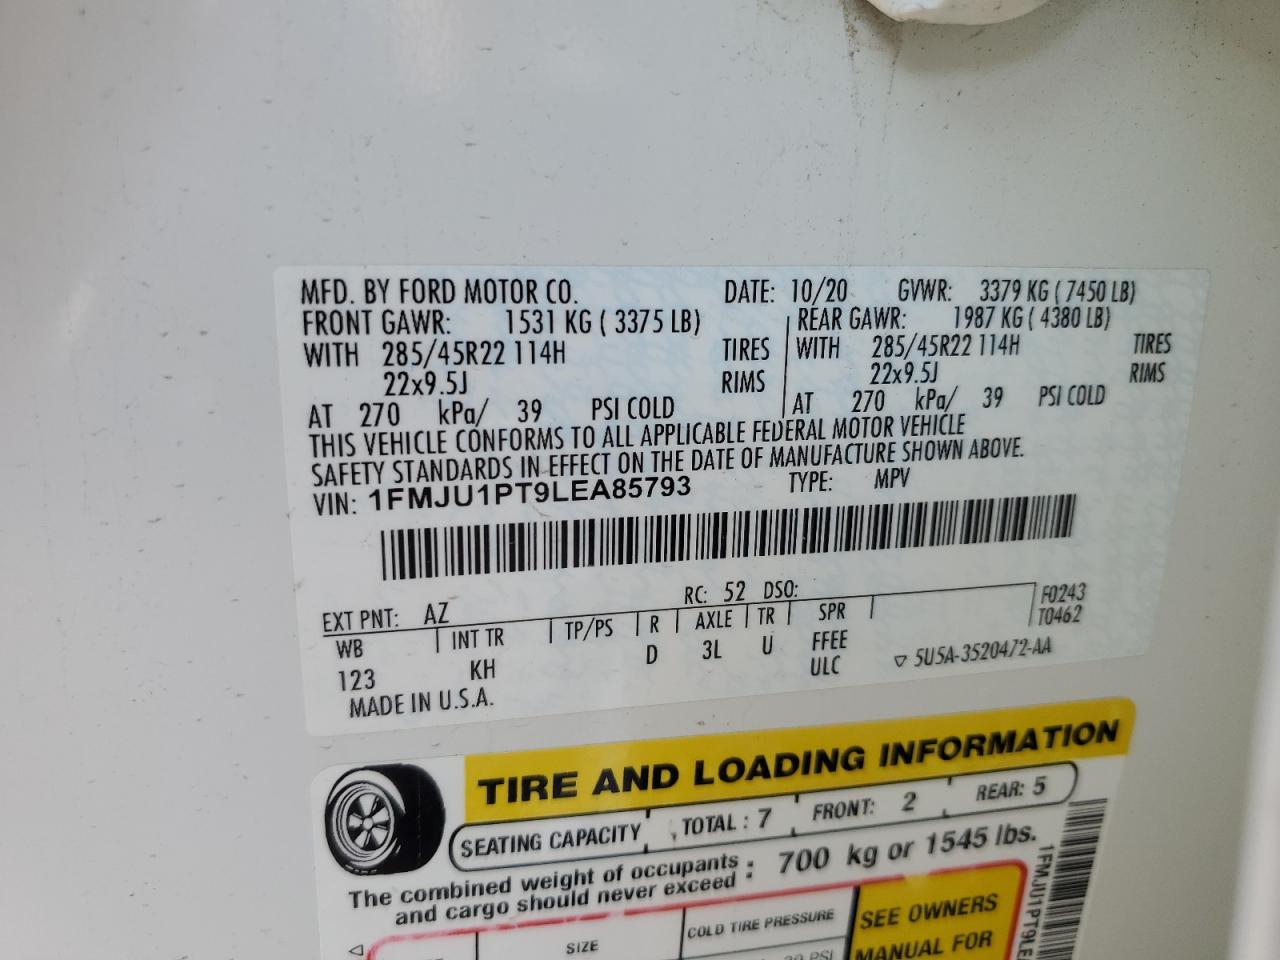 MFD. BY FORD MOTOR CO. DATE: 10/20 GVWR: 3379 KG ( 7450 LB)
FRONT GAWR: 1531 KG ( 3375 LB) REAR GAWR: 1987 KG ( 4380 LB)
WITH 285/45R22 114H TIRES WITH 285/45R22 114H TIRES
22x9.5J RIMS 22x9.5J RIMS
AT 270 kPa/ 39 PSI COLD AT 270 kPa/ 39 PSI COLD
THIS VEHICLE CONFORMS TO ALL APPLICABLE FEDERAL MOTOR VEHICLE
SAFETY STANDARDS IN EFFECT ON THE DATE OF MANUFACTURE SHOWN ABOVE.
VIN: 1FMJU1PT9LEA85793 TYPE: MPV
EXT PNT: AZ RC: 52 DSO: F0243
WB INT TR TP/PS R AXLE TR SPR T0462
123 KH D 3L U FFEE
ULC ▽ 5U5A-3520472-AA
MADE IN U.S.A.
TIRE AND LOADING INFORMATION
SEATING CAPACITY TOTAL : 7 FRONT: 2 REAR: 5
The combined weight of occupants : 700 kg or 1545 lbs.
and cargo should never exceed
SIZE COLD TIRE PRESSURE SEE OWNERS
PSI MANUAL FOR
1FMJU1PT9LEA